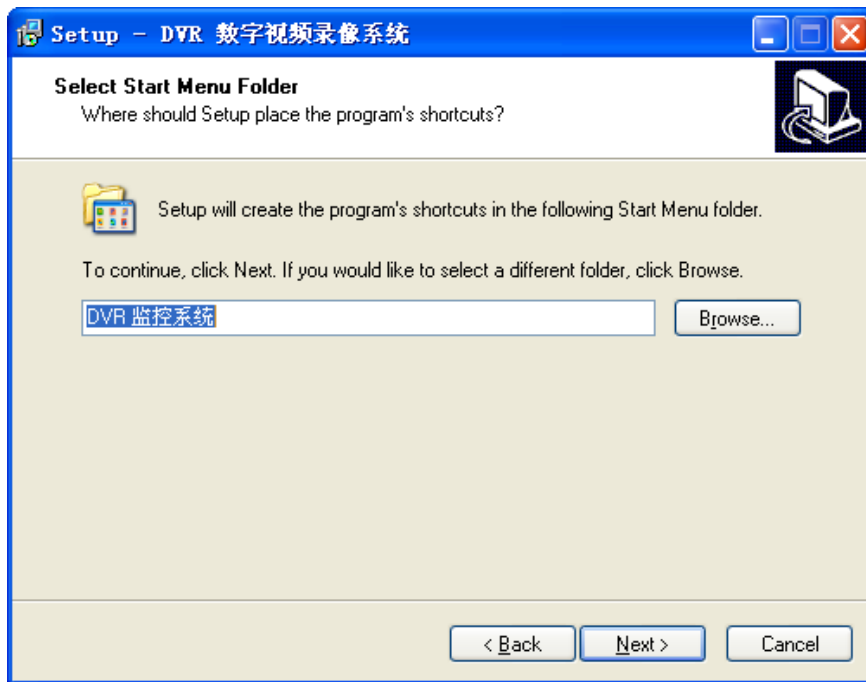 Setup - DVR 数字视频录像系统
Select Start Menu Folder
Where should Setup place the program's shortcuts?
Setup will create the program's shortcuts in the following Start Menu folder.
To continue, click Next. If you would like to select a different folder, click Browse.
DVR 监控系统
Browse...
< Back
Next >
Cancel